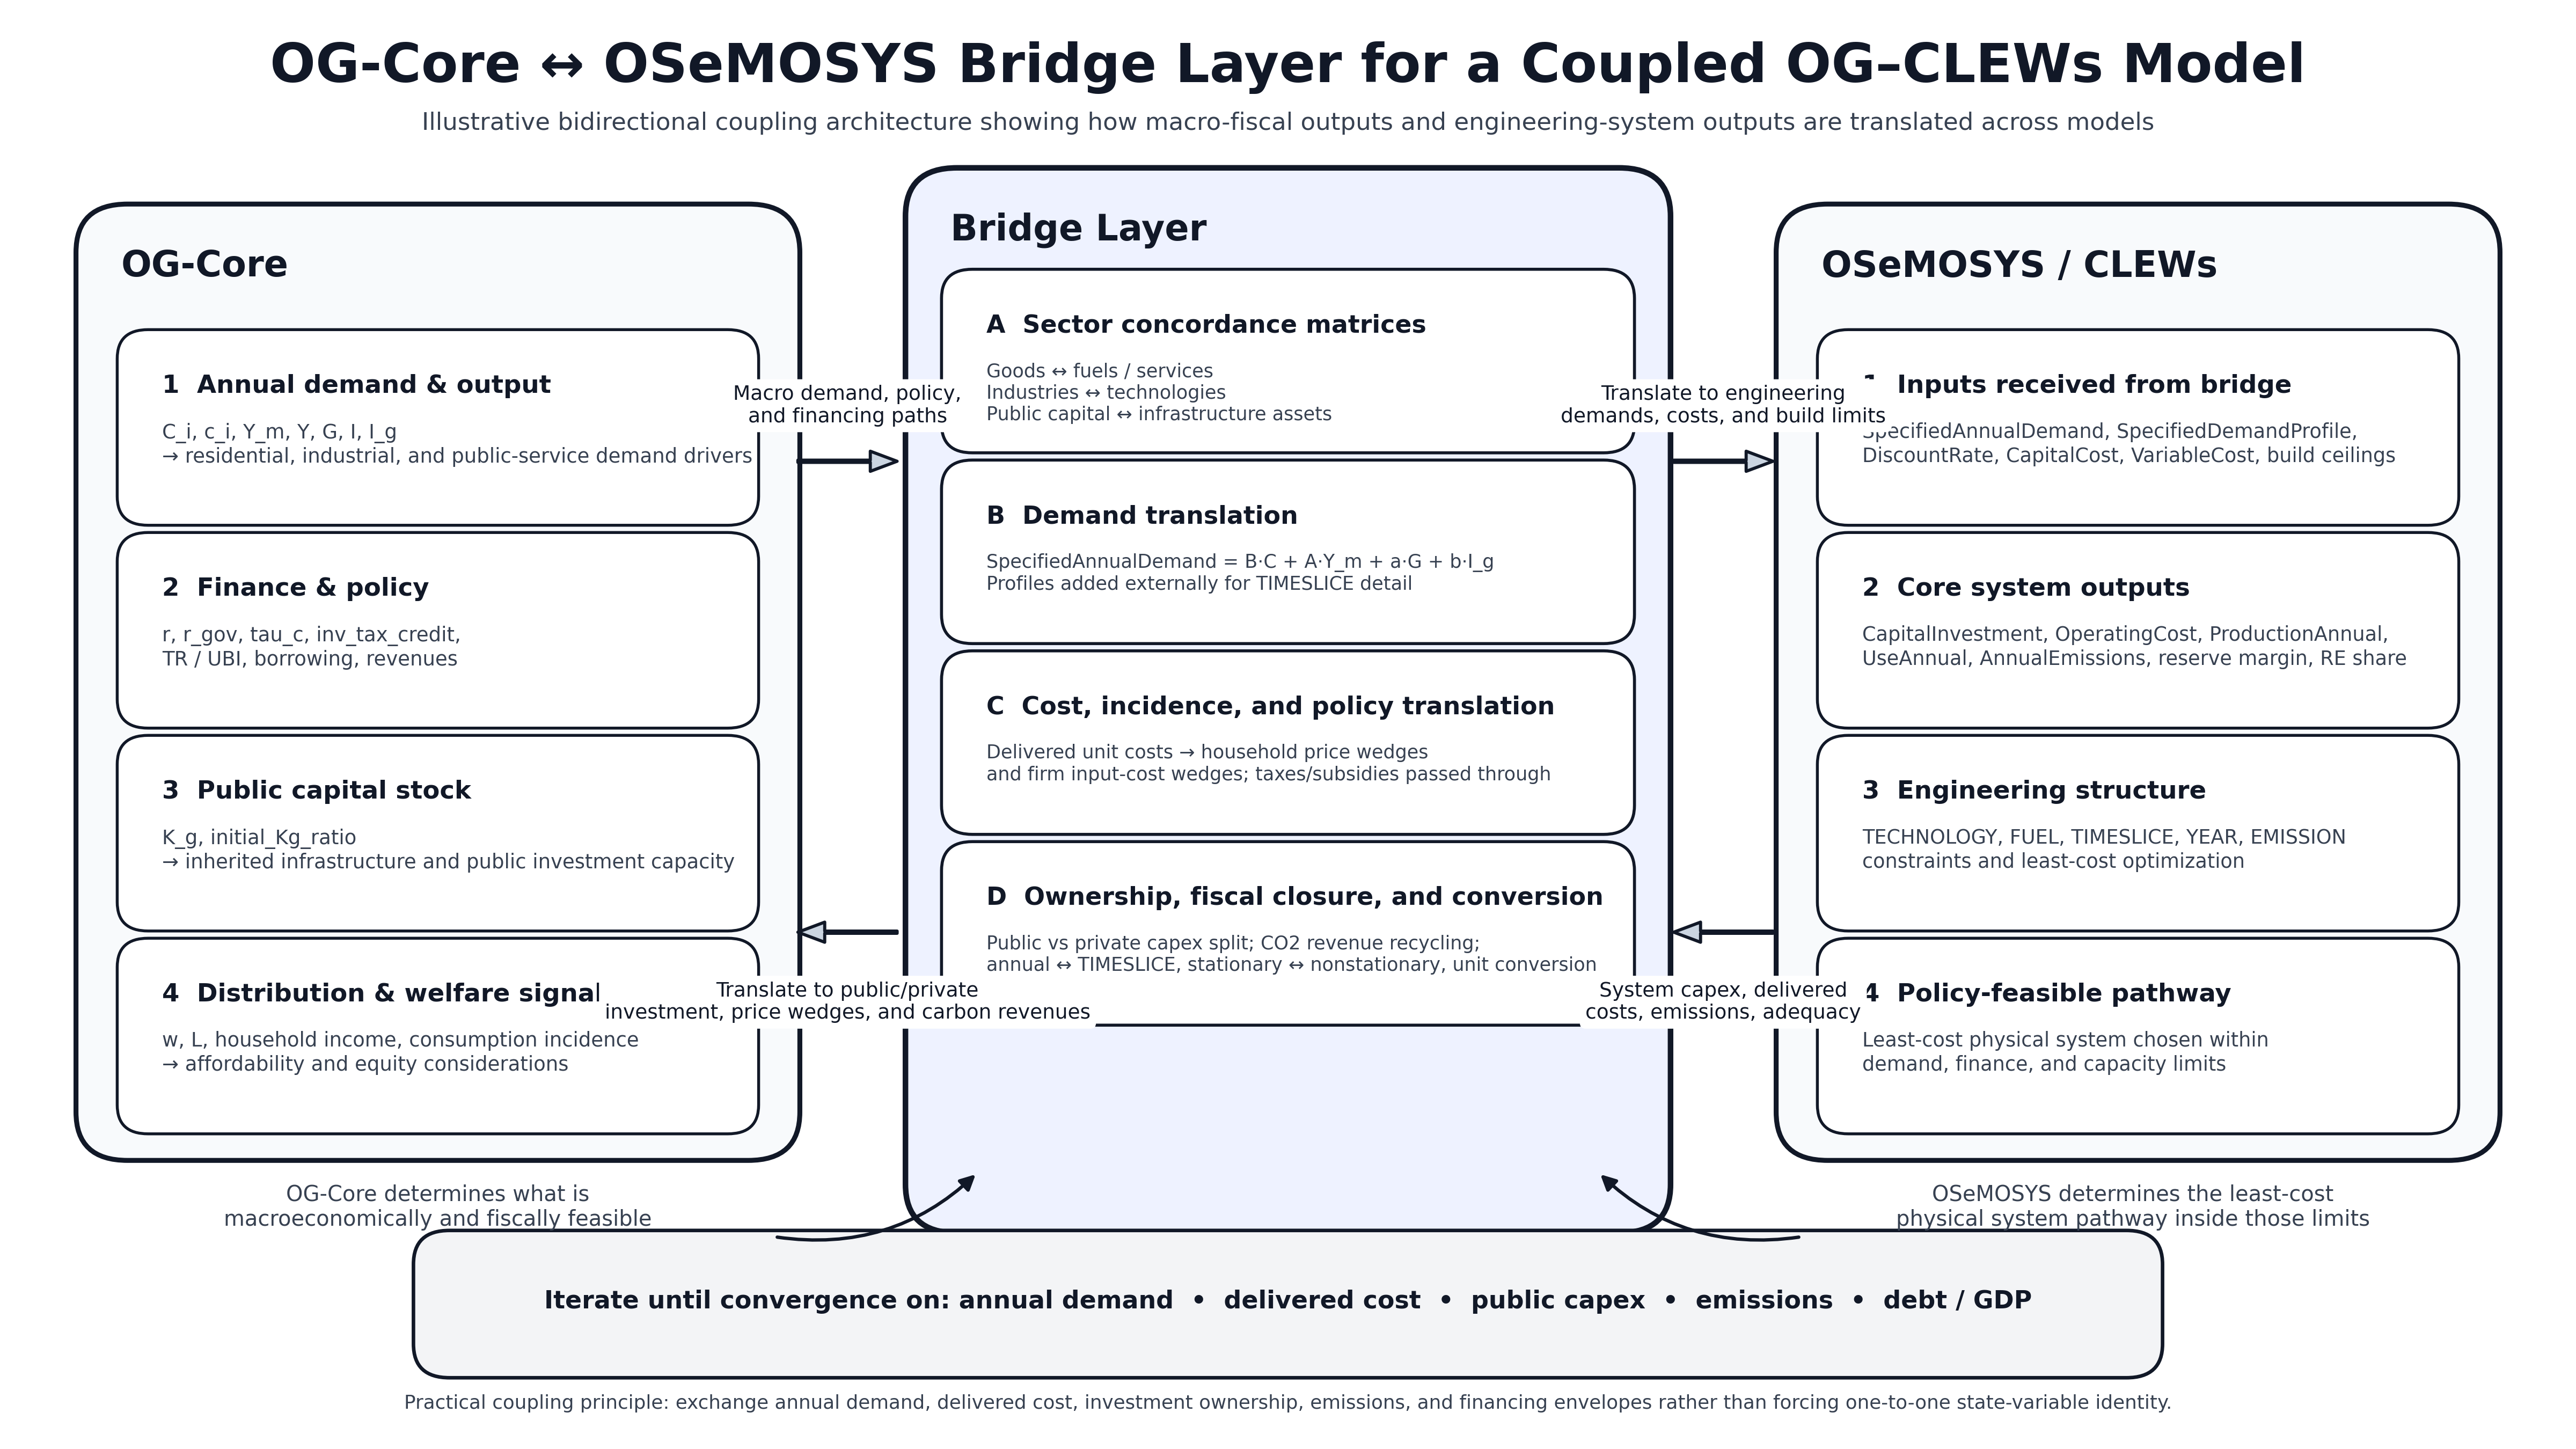 OG-Core ↔ OSeMOSYS Bridge Layer for a Coupled OG–CLEWs Model
Illustrative bidirectional coupling architecture showing how macro-fiscal outputs and engineering-system outputs are translated across models
OG-Core
1 Annual demand & output
C_i, c_i, Y_m, Y, G, I, I_g
→ residential, industrial, and public-service demand drivers
2 Finance & policy
r, r_gov, tau_c, inv_tax_credit,
TR / UBI, borrowing, revenues
3 Public capital stock
K_g, initial_Kg_ratio
→ inherited infrastructure and public investment capacity
4 Distribution & welfare signal
w, L, household income, consumption incidence
→ affordability and equity considerations
OG-Core determines what is
macroeconomically and fiscally feasible
Macro demand, policy,
and financing paths
Translate to public/private
investment, price wedges, and carbon revenues
Bridge Layer
A Sector concordance matrices
Goods ↔ fuels / services
Industries ↔ technologies
Public capital ↔ infrastructure assets
B Demand translation
SpecifiedAnnualDemand = B·C + A·Y_m + a·G + b·I_g
Profiles added externally for TIMESLICE detail
C Cost, incidence, and policy translation
Delivered unit costs → household price wedges
and firm input-cost wedges; taxes/subsidies passed through
D Ownership, fiscal closure, and conversion
Public vs private capex split; CO2 revenue recycling;
annual ↔ TIMESLICE, stationary ↔ nonstationary, unit conversion
Translate to engineering
demands, costs, and build limits
System capex, delivered
costs, emissions, adequacy
OSeMOSYS / CLEWs
1 Inputs received from bridge
SpecifiedAnnualDemand, SpecifiedDemandProfile,
DiscountRate, CapitalCost, VariableCost, build ceilings
2 Core system outputs
CapitalInvestment, OperatingCost, ProductionAnnual,
UseAnnual, AnnualEmissions, reserve margin, RE share
3 Engineering structure
TECHNOLOGY, FUEL, TIMESLICE, YEAR, EMISSION
constraints and least-cost optimization
4 Policy-feasible pathway
Least-cost physical system chosen within
demand, finance, and capacity limits
OSeMOSYS determines the least-cost
physical system pathway inside those limits
Iterate until convergence on: annual demand • delivered cost • public capex • emissions • debt / GDP
Practical coupling principle: exchange annual demand, delivered cost, investment ownership, emissions, and financing envelopes rather than forcing one-to-one state-variable identity.